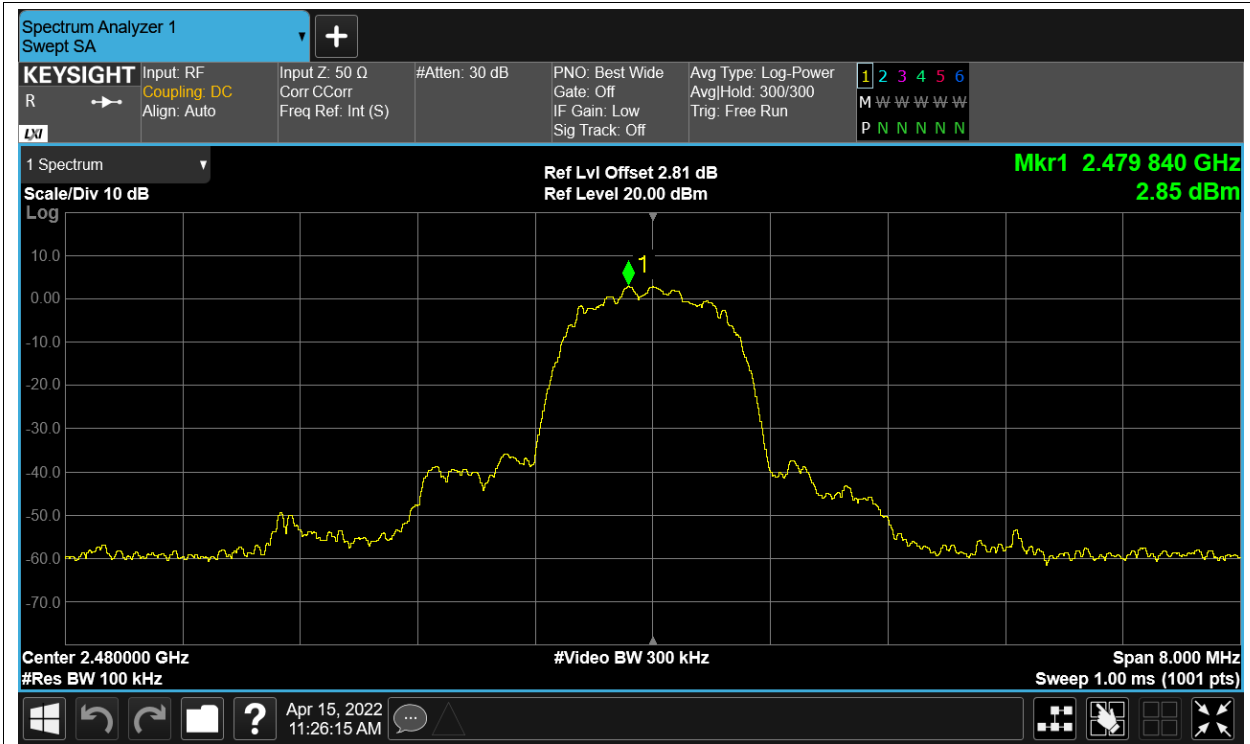 Spectrum Analyzer 1
Swept SA
+
KEYSIGHT
R
LXI
Input: RF
Coupling: DC
Align: Auto
Input Z: 50 Ω
Corr CCorr
Freq Ref: Int (S)
#Atten: 30 dB
PNO: Best Wide
Gate: Off
IF Gain: Low
Sig Track: Off
Avg Type: Log-Power
Avg|Hold: 300/300
Trig: Free Run
1 2 3 4 5 6
M W W W W W
P N N N N N
1 Spectrum
Scale/Div 10 dB
Log
Ref Lvl Offset 2.81 dB
Ref Level 20.00 dBm
Mkr1 2.479 840 GHz
2.85 dBm
1
10.0
0.00
-10.0
-20.0
-30.0
-40.0
-50.0
-60.0
-70.0
Center 2.480000 GHz
#Res BW 100 kHz
#Video BW 300 kHz
Span 8.000 MHz
Sweep 1.00 ms (1001 pts)
?
Apr 15, 2022
11:26:15 AM